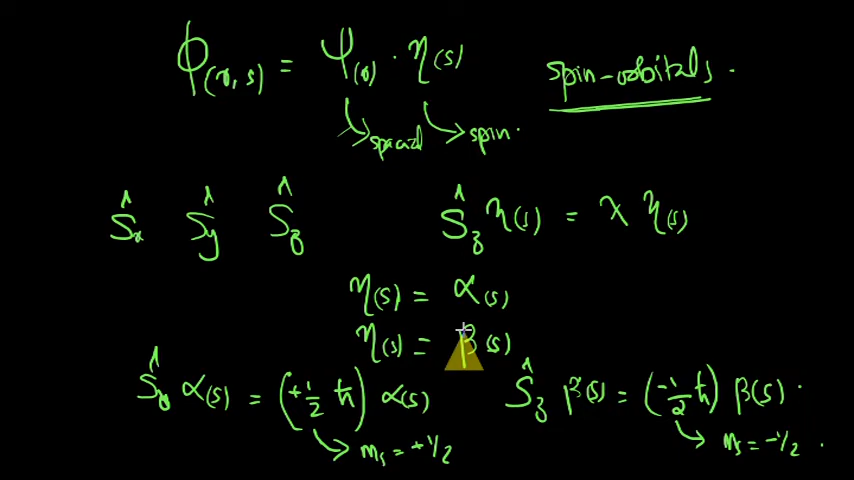 φ(r,s) = ψ(r) · η(s) spin-orbitals.
→ spacial → spin.
Ŝx Ŝy Ŝz Ŝz η(s) = λ η(s)
η(s) = α(s)
η(s) = β(s)
Ŝz α(s) = (+1/2 ħ) α(s) Ŝz β(s) = (-1/2 ħ) β(s).
→ ms = +1/2 → ms = -1/2.